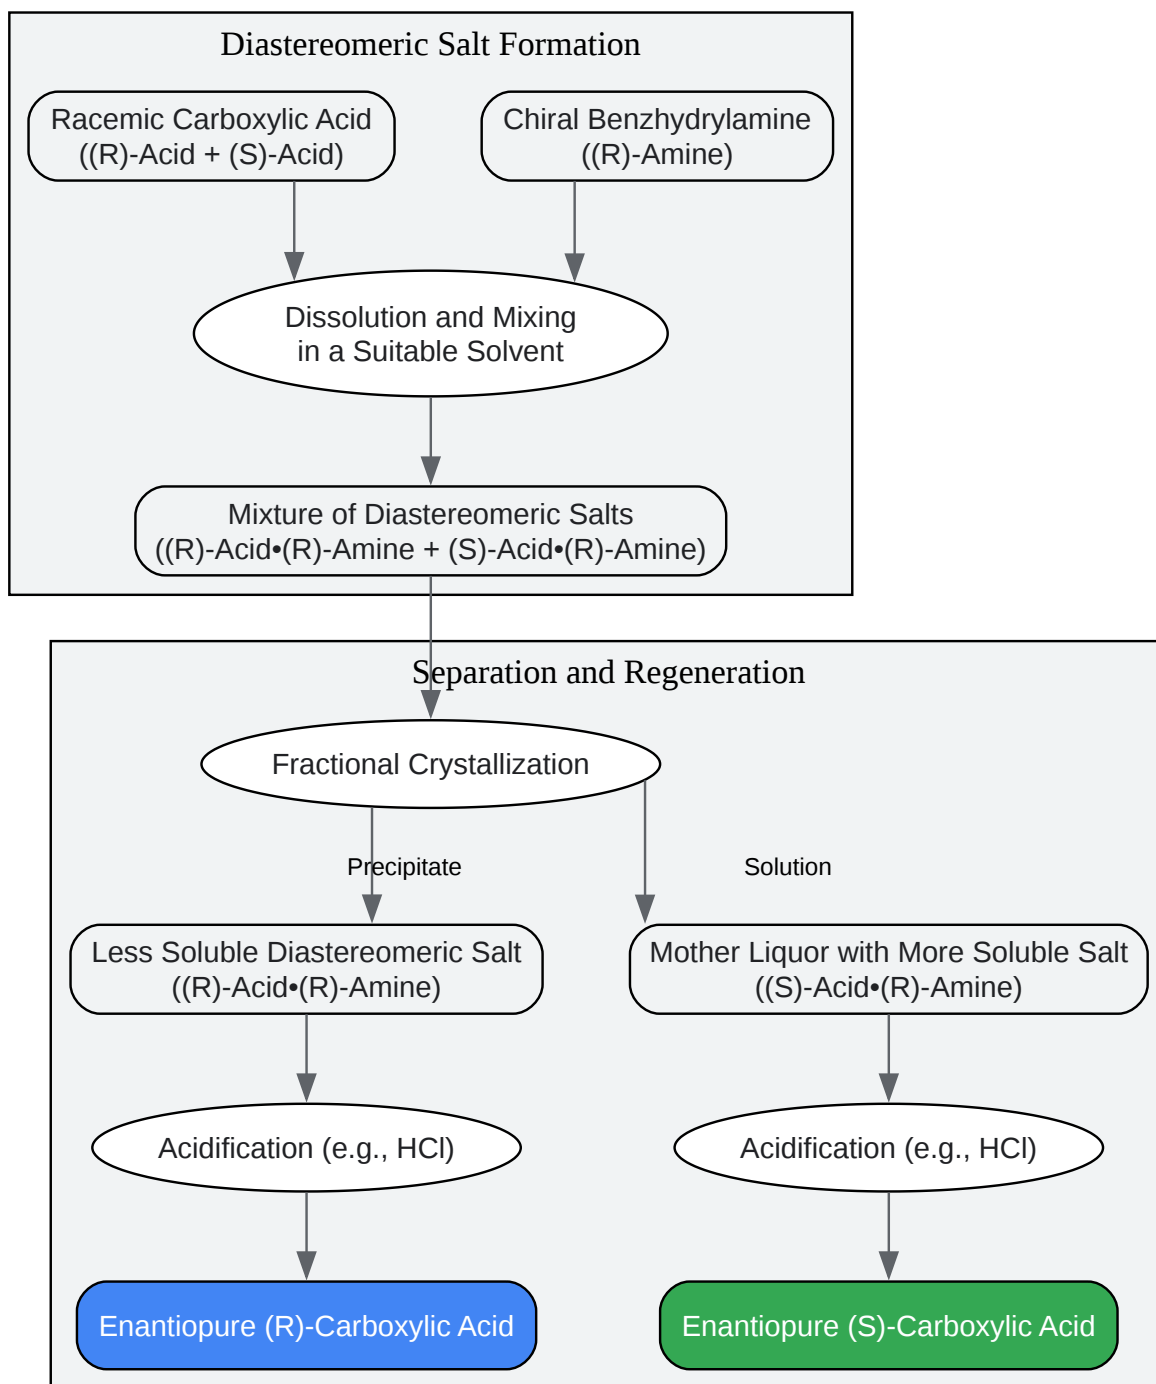 Diastereomeric Salt Formation
Racemic Carboxylic Acid
((R)-Acid + (S)-Acid)
Chiral Benzhydrylamine
((R)-Amine)
Dissolution and Mixing
in a Suitable Solvent
Mixture of Diastereomeric Salts
((R)-Acid•(R)-Amine + (S)-Acid•(R)-Amine)
Separation and Regeneration
Fractional Crystallization
Precipitate
Solution
Less Soluble Diastereomeric Salt
((R)-Acid•(R)-Amine)
Mother Liquor with More Soluble Salt
((S)-Acid•(R)-Amine)
Acidification (e.g., HCl)
Acidification (e.g., HCl)
Enantiopure (R)-Carboxylic Acid
Enantiopure (S)-Carboxylic Acid